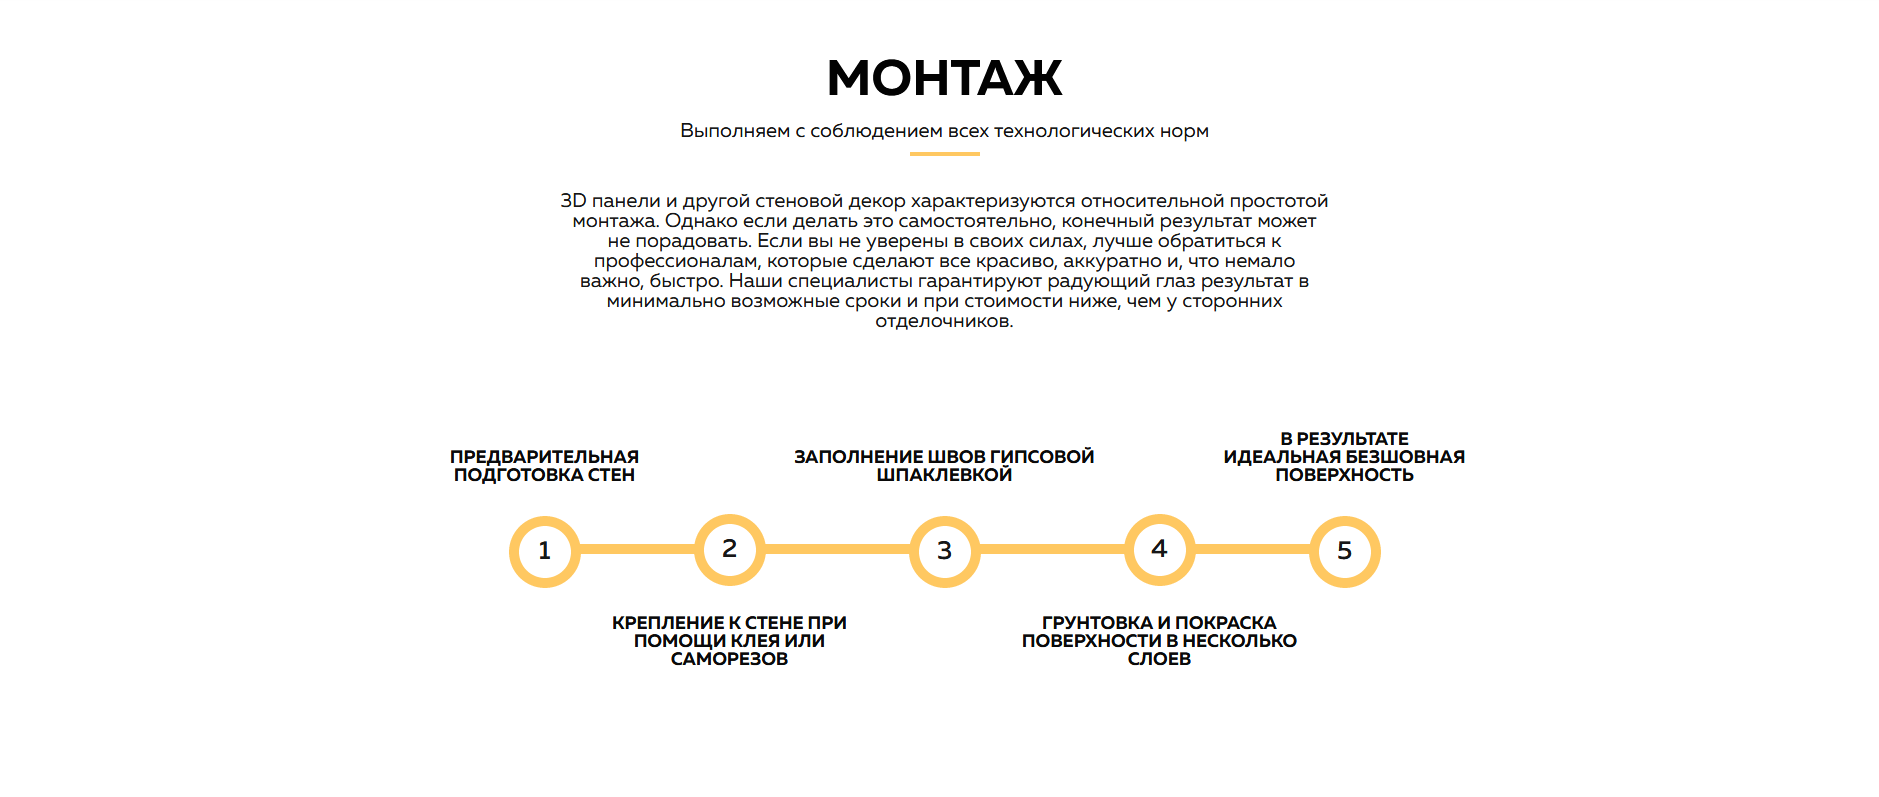 МОНТАЖ
Выполняем с соблюдением всех технологических норм
3D панели и другой стеновой декор характеризуются относительной простотой
монтажа. Однако если делать это самостоятельно, конечный результат может
не порадовать. Если вы не уверены в своих силах, лучше обратиться к
профессионалам, которые сделают все красиво, аккуратно и, что немало
важно, быстро. Наши специалисты гарантируют радующий глаз результат в
минимально возможные сроки и при стоимости ниже, чем у сторонних
отделочников.
ПРЕДВАРИТЕЛЬНАЯ
ПОДГОТОВКА СТЕН
1
2
КРЕПЛЕНИЕ К СТЕНЕ ПРИ
ПОМОЩИ КЛЕЯ ИЛИ
САМОРЕЗОВ
ЗАПОЛНЕНИЕ ШВОВ ГИПСОВОЙ
ШПАКЛЕВКОЙ
3
4
ГРУНТОВКА И ПОКРАСКА
ПОВЕРХНОСТИ В НЕСКОЛЬКО
СЛОЕВ
В РЕЗУЛЬТАТЕ
ИДЕАЛЬНАЯ БЕЗШОВНАЯ
ПОВЕРХНОСТЬ
5